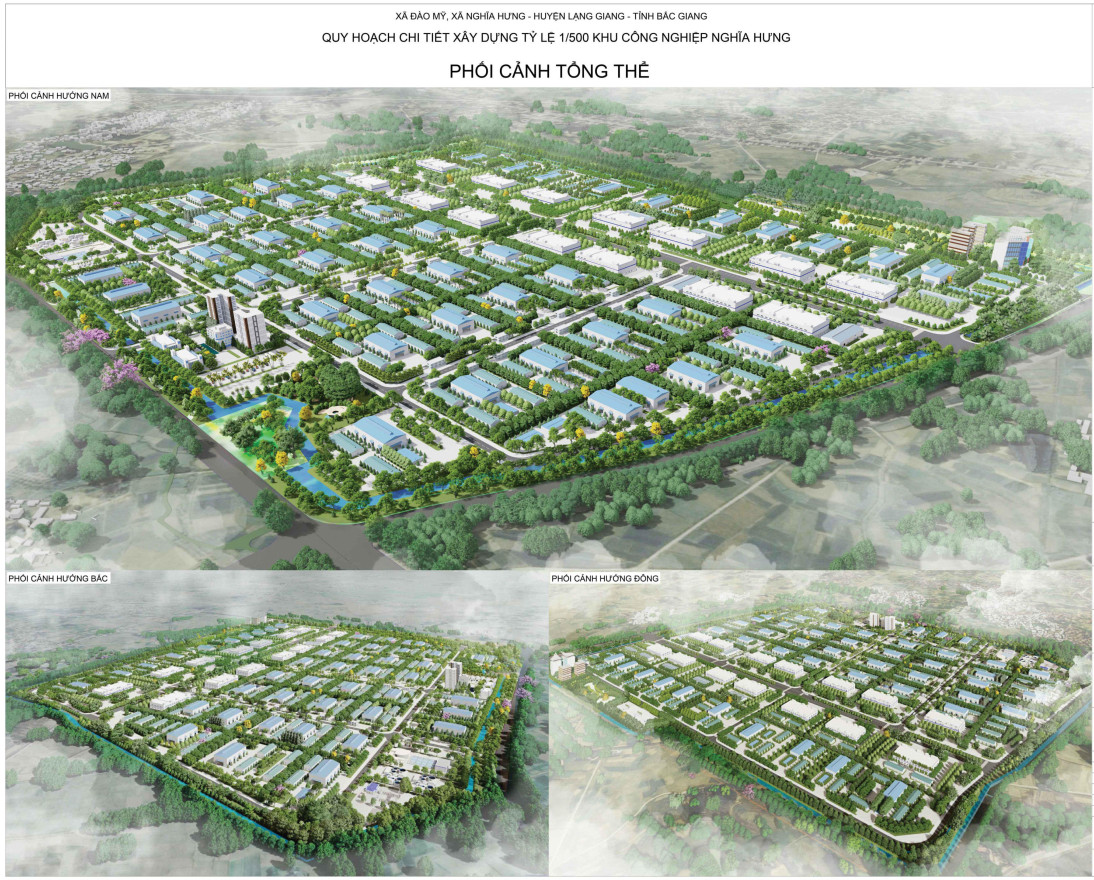 XÃ ĐÀO MỸ, XÃ NGHĨA HƯNG - HUYỆN LẠNG GIANG - TỈNH BẮC GIANG
QUY HOẠCH CHI TIẾT XÂY DỰNG TỶ LỆ 1/500 KHU CÔNG NGHIỆP NGHĨA HƯNG
PHỐI CẢNH TỔNG THỂ
PHỐI CẢNH HƯỚNG NAM
PHỐI CẢNH HƯỚNG BẮC
PHỐI CẢNH HƯỚNG ĐÔNG